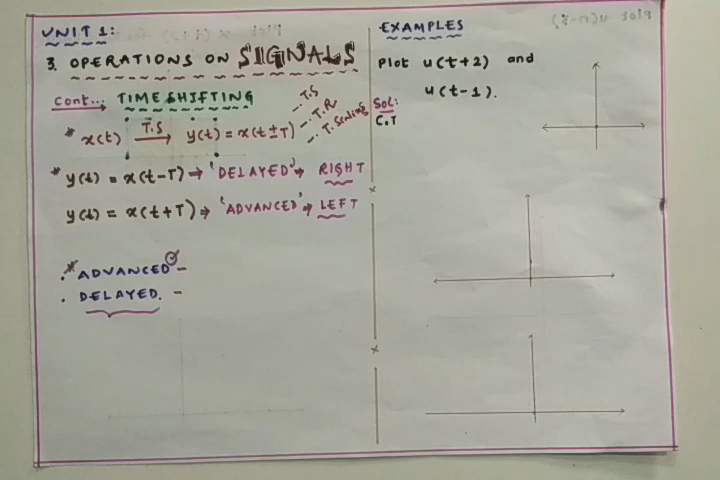 UNIT 1:
3. OPERATIONS ON SIGNALS
Cont... TIME SHIFTING
- T.S
- T.R
- T. Scaling
* x(t) T.S → y(t) = x(t±T)
* y(t) = x(t-T) → 'DELAYED' → RIGHT
y(t) = x(t+T) → 'ADVANCED' → LEFT
* ADVANCED -
. DELAYED. -
EXAMPLES
Plot u(t+2) and
u(t-1).
Sol:
C.T